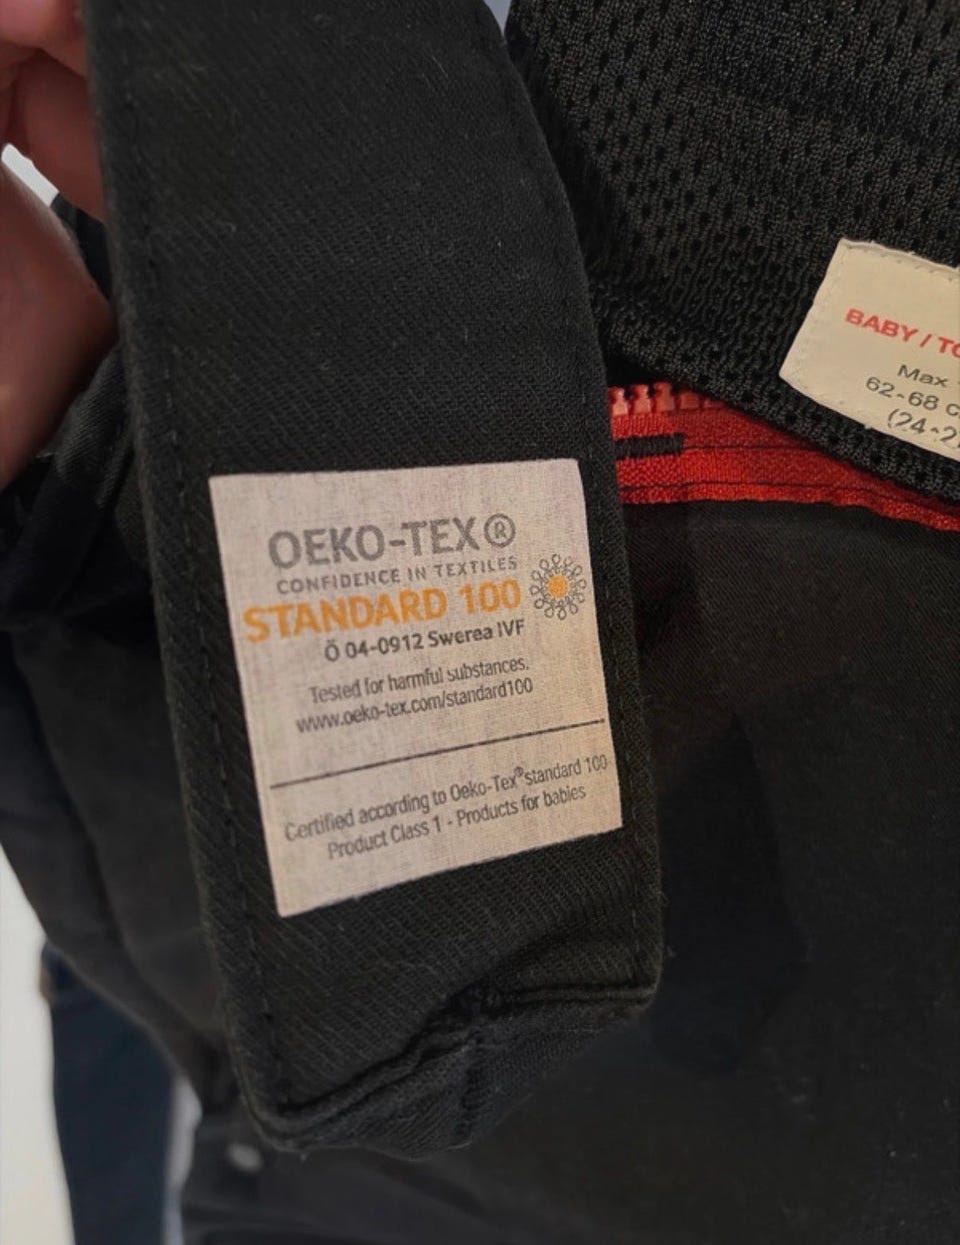 OEKO-TEX®
CONFIDENCE IN TEXTILES
STANDARD 100
Ö 04-0912 Swerea IVF
Tested for harmful substances.
www.oeko-tex.com/standard100
Certified according to Oeko-Tex®standard 100
Product Class 1 - Products for babies
BABY / TO
Max
62-68 c
(24-2